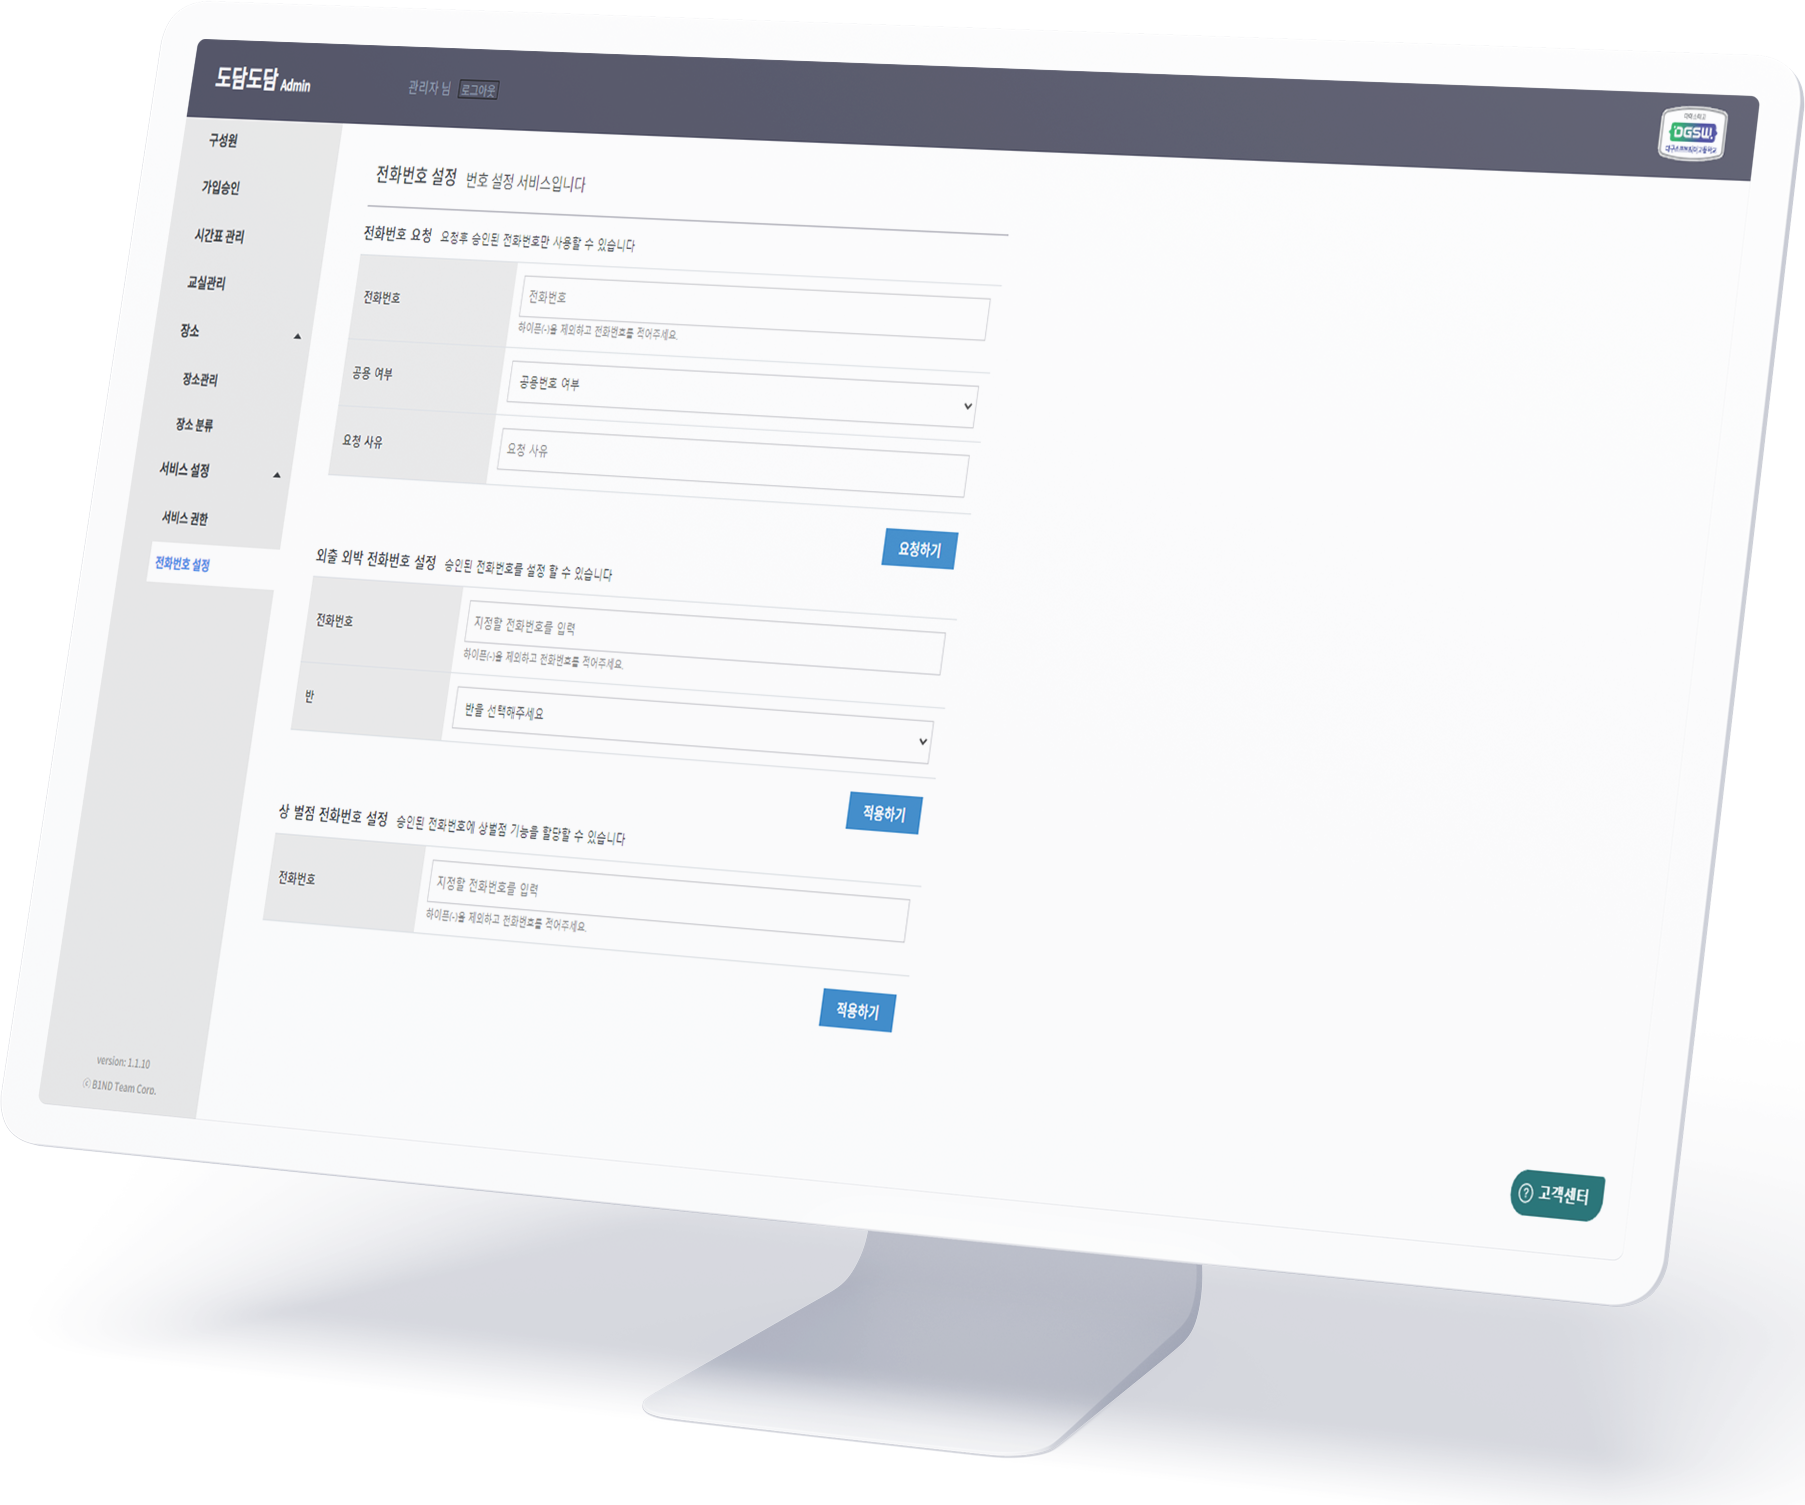 도담도담 Admin
관리자 님 로그아웃
DGSW
구성원
가입승인
시간표 관리
교실관리
장소
장소관리
장소 분류
서비스 설정
서비스 권한
전화번호 설정
version: 1.1.10
ⓒ B1ND Team Corp.
전화번호 설정 번호 설정 서비스입니다
전화번호 요청 요청후 승인된 전화번호만 사용할 수 있습니다
전화번호
전화번호
하이픈(-)을 제외하고 전화번호를 적어주세요.
공용 여부
공용번호 여부
요청 사유
요청 사유
요청하기
외출 외박 전화번호 설정 승인된 전화번호를 설정 할 수 있습니다
전화번호
지정할 전화번호를 입력
하이픈(-)을 제외하고 전화번호를 적어주세요.
반
반을 선택해주세요
적용하기
상 벌점 전화번호 설정 승인된 전화번호에 상벌점 기능을 할당할 수 있습니다
전화번호
지정할 전화번호를 입력
하이픈(-)을 제외하고 전화번호를 적어주세요.
적용하기
? 고객센터